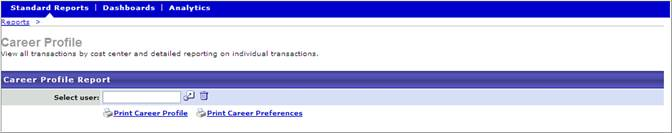 Standard Reports | Dashboards | Analytics
Reports >
Career Profile
View all transactions by cost center and detailed reporting on individual transactions.
Career Profile Report
Select user:
Print Career Profile Print Career Preferences